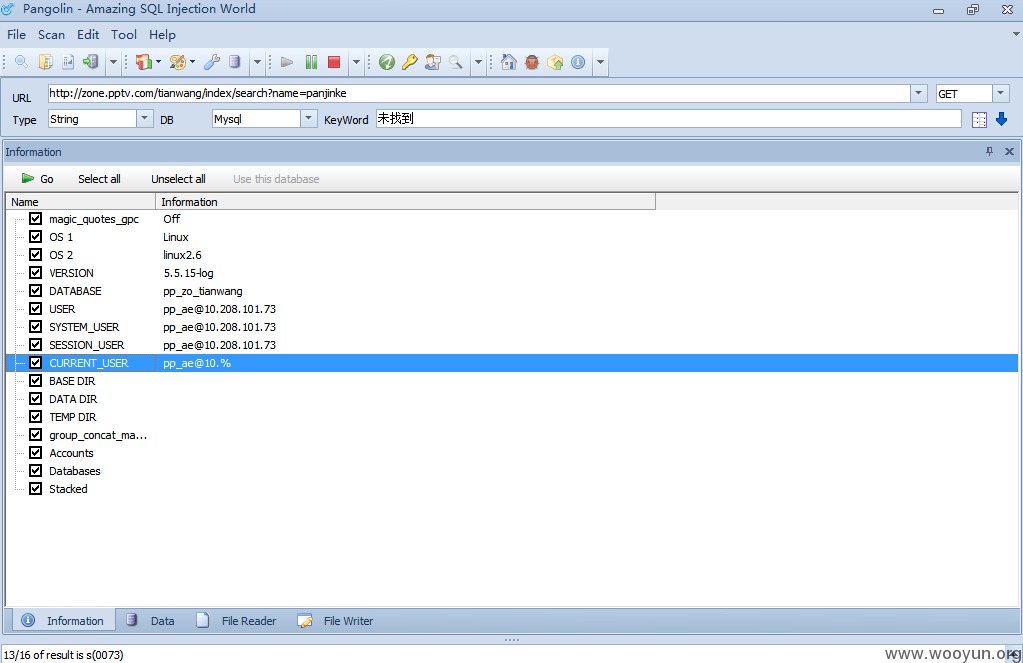 Pangolin - Amazing SQL Injection World
File Scan Edit Tool Help
URL http://zone.pptv.com/tianwang/index/search?name=panjinke GET
Type String DB Mysql KeyWord 未找到
Information
Go Select all Unselect all Use this database
Name Information
magic_quotes_gpc Off
OS 1 Linux
OS 2 linux2.6
VERSION 5.5.15-log
DATABASE pp_zo_tianwang
USER pp_ae@10.208.101.73
SYSTEM_USER pp_ae@10.208.101.73
SESSION_USER pp_ae@10.208.101.73
CURRENT_USER pp_ae@10.%
BASE DIR
DATA DIR
TEMP DIR
group_concat_ma...
Accounts
Databases
Stacked
Information Data File Reader File Writer
13/16 of result is s(0073)
www.wooyun.org